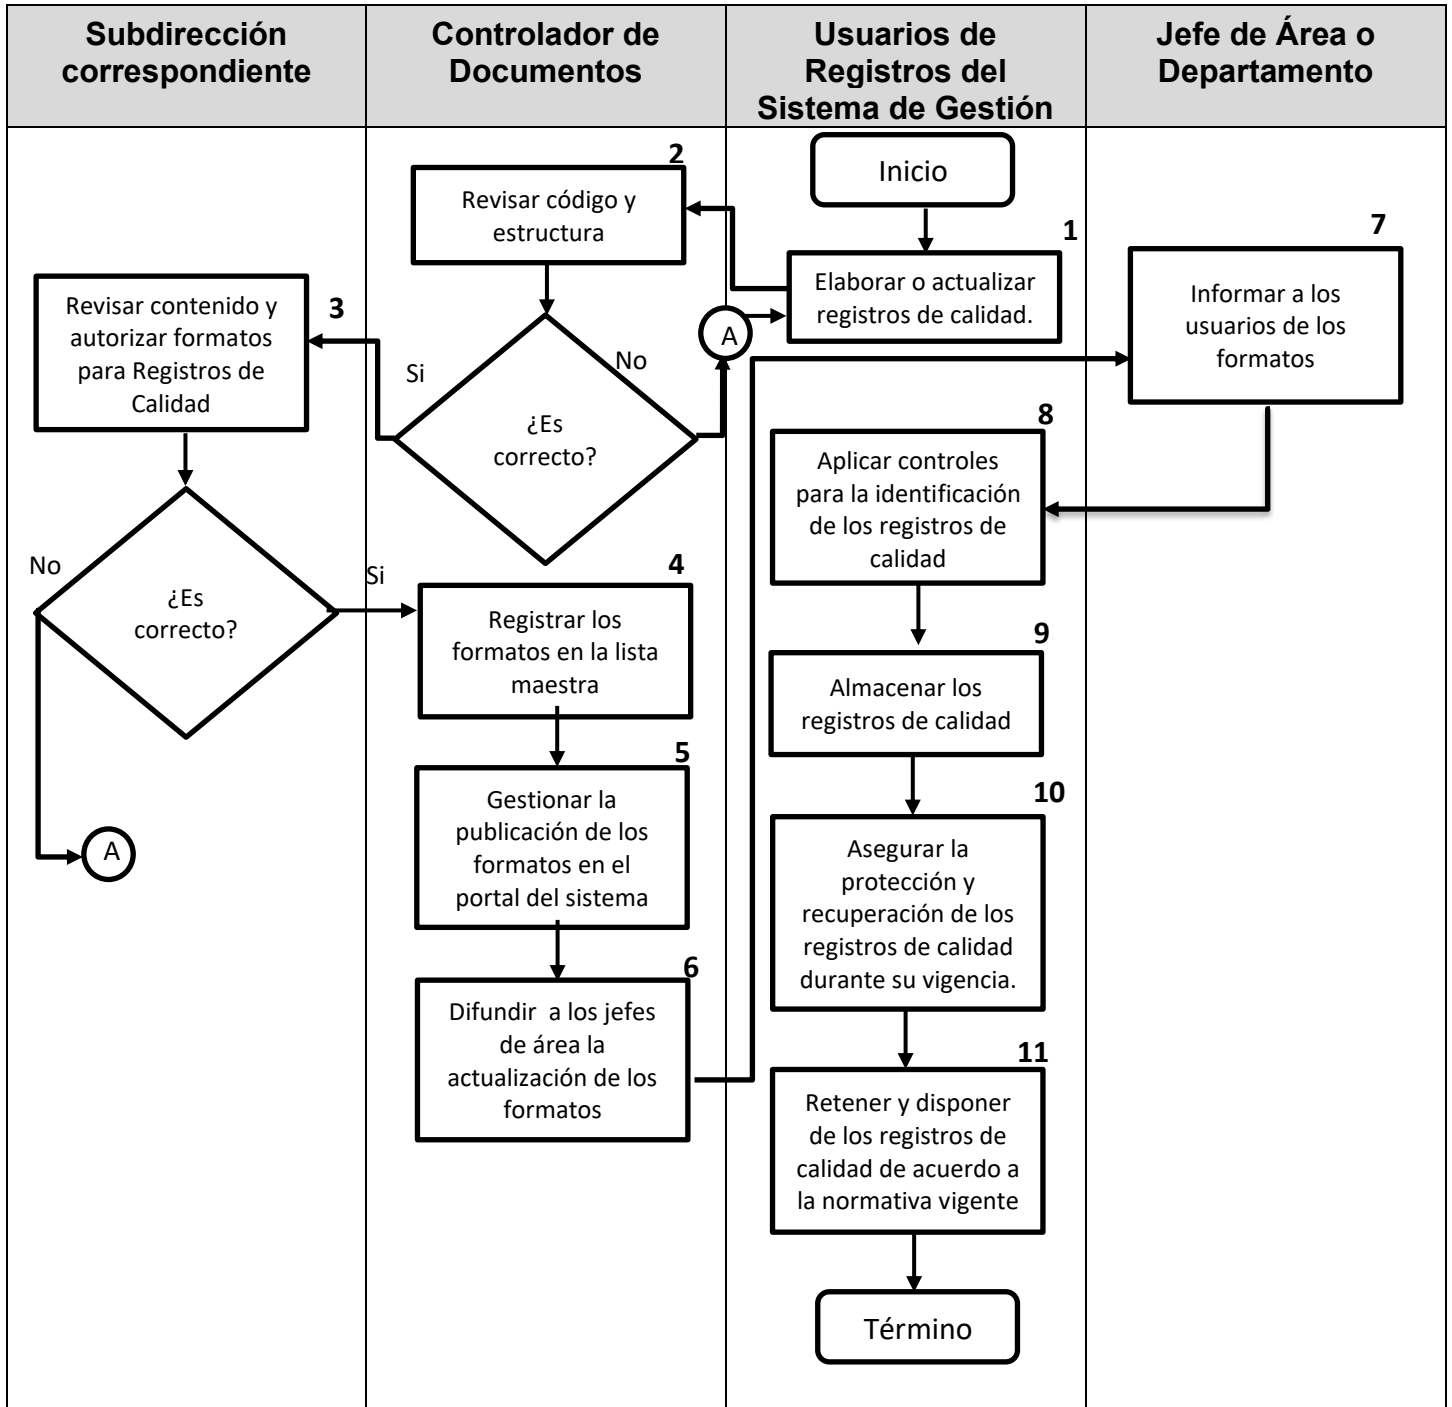 Subdirección
correspondiente
Controlador de
Documentos
Usuarios de
Registros del
Sistema de Gestión
Jefe de Área o
Departamento
Inicio
1
Elaborar o actualizar
registros de calidad.
2
Revisar código y
estructura
¿Es
correcto?
Si
No
A
3
Revisar contenido y
autorizar formatos
para Registros de
Calidad
¿Es
correcto?
No
Si
A
4
Registrar los
formatos en la lista
maestra
5
Gestionar la
publicación de los
formatos en el
portal del sistema
6
Difundir  a los jefes
de área la
actualización de los
formatos
7
Informar a los
usuarios de los
formatos
8
Aplicar controles
para la identificación
de los registros de
calidad
9
Almacenar los
registros de calidad
10
Asegurar la
protección y
recuperación de los
registros de calidad
durante su vigencia.
11
Retener y disponer
de los registros de
calidad de acuerdo a
la normativa vigente
Término